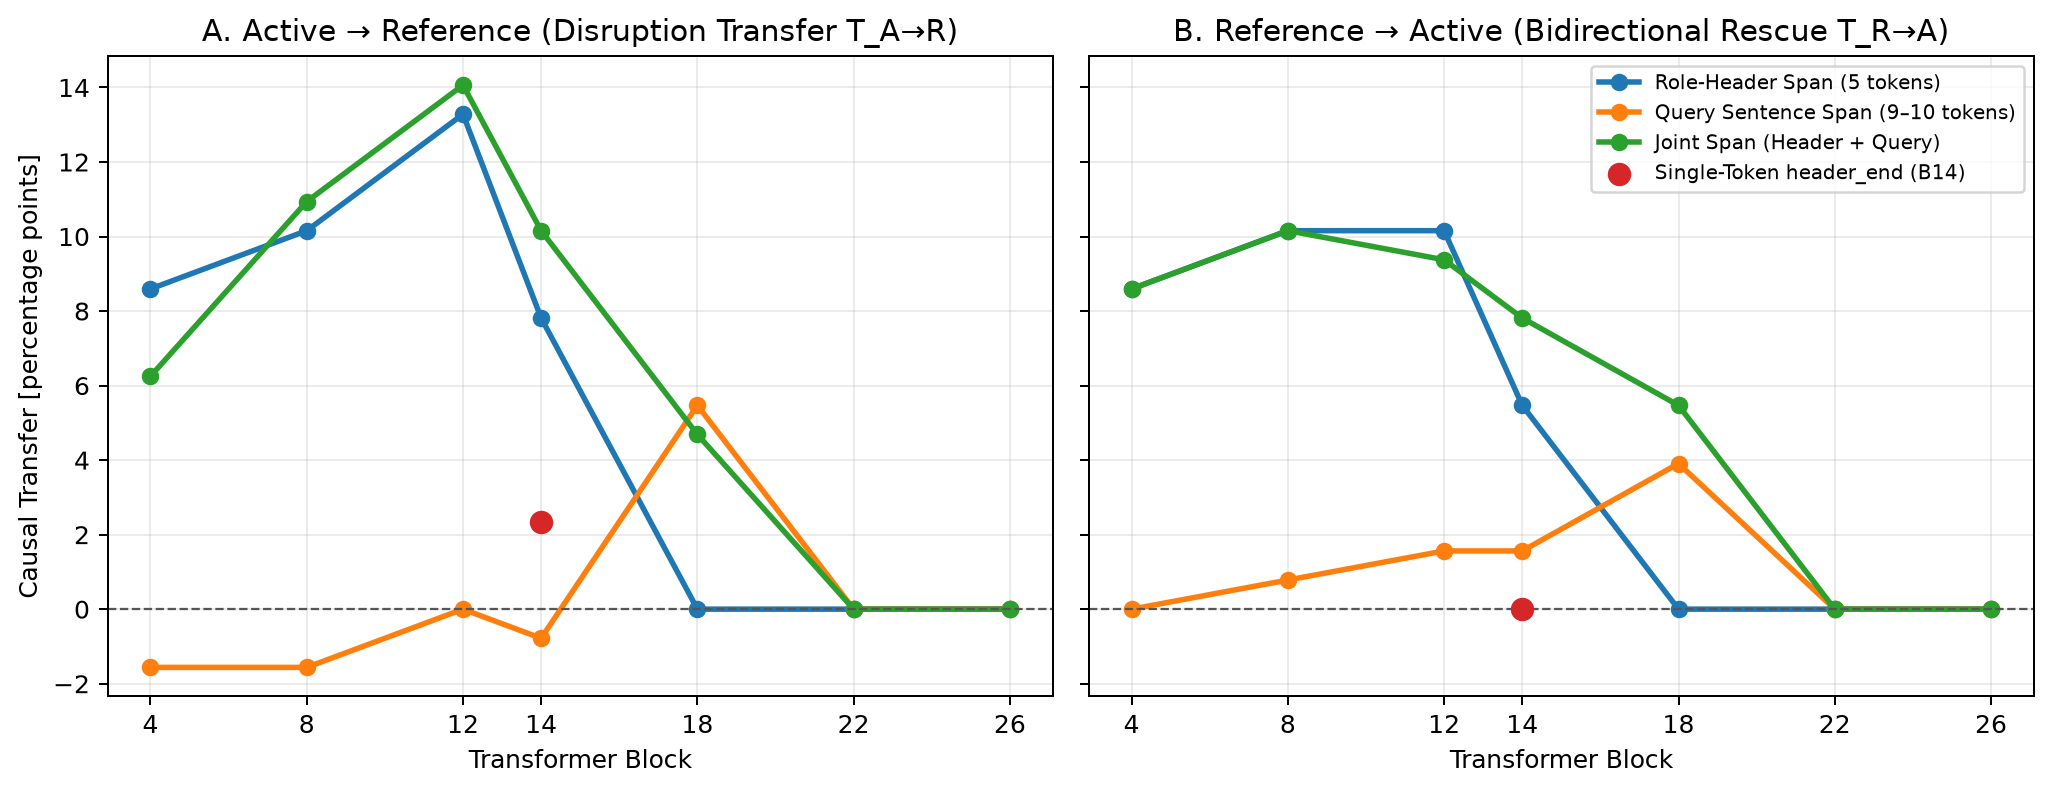 A. Active → Reference (Disruption Transfer T_A→R)
Causal Transfer [percentage points]
14
12
10
8
6
4
2
0
−2
4 8 12 14 18 22 26
Transformer Block
B. Reference → Active (Bidirectional Rescue T_R→A)
Role-Header Span (5 tokens)
Query Sentence Span (9–10 tokens)
Joint Span (Header + Query)
Single-Token header_end (B14)
4 8 12 14 18 22 26
Transformer Block